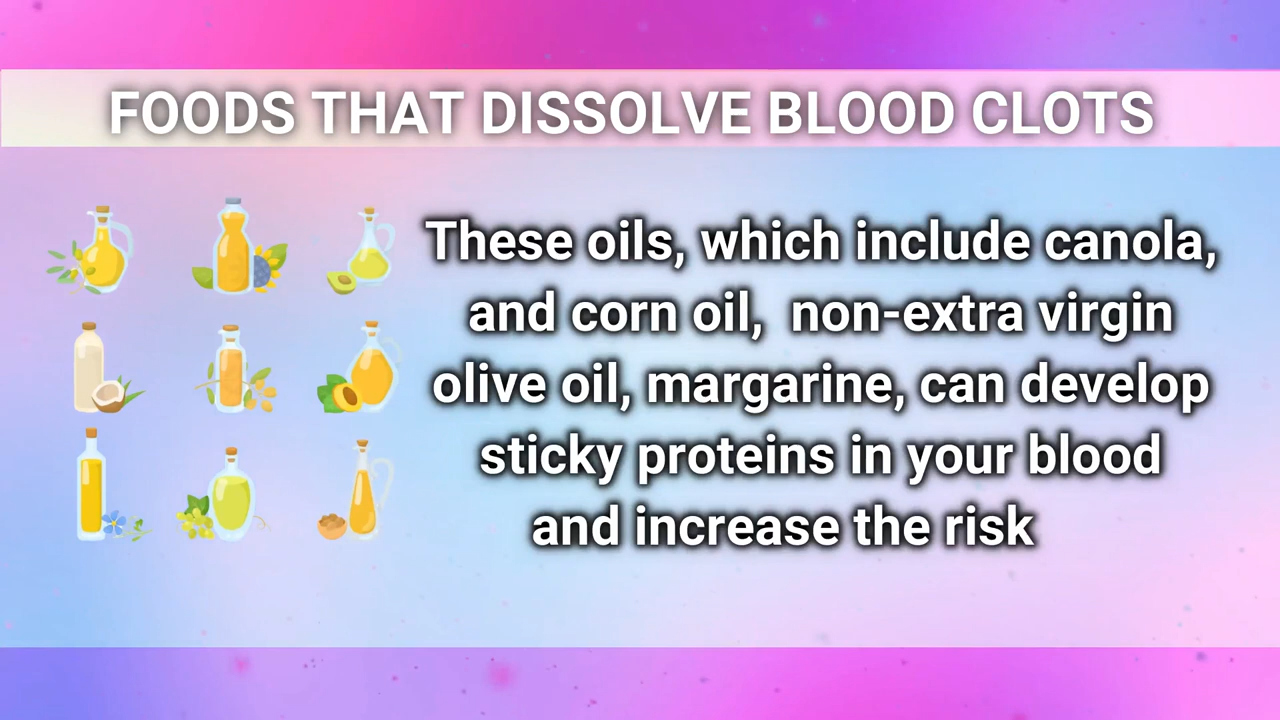 FOODS THAT DISSOLVE BLOOD CLOTS
These oils, which include canola,
and corn oil,  non-extra virgin
olive oil, margarine, can develop
sticky proteins in your blood
and increase the risk